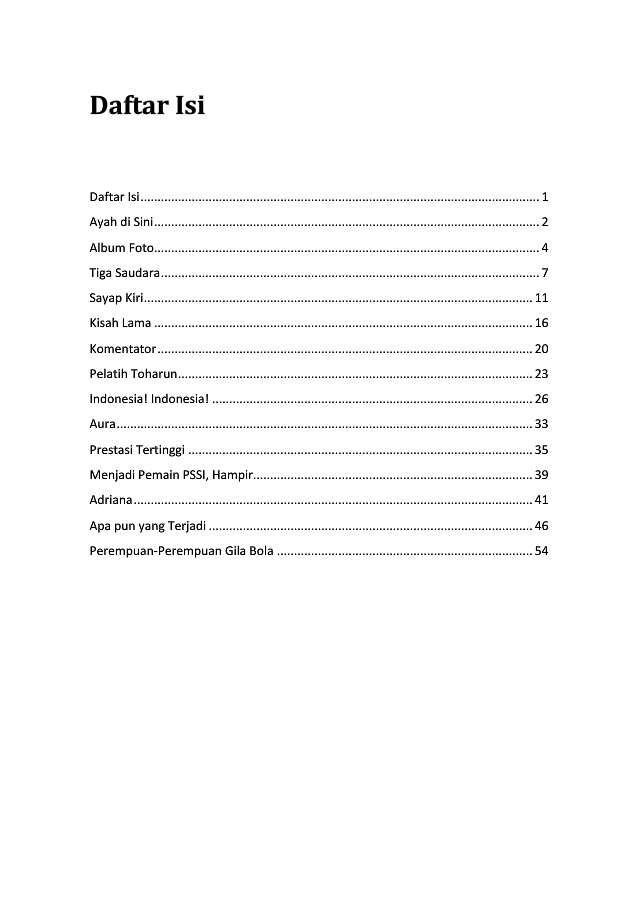 Daftar Isi
Daftar Isi........................................................................................................................ 1
Ayah di Sini.................................................................................................................... 2
Album Foto.................................................................................................................... 4
Tiga Saudara.................................................................................................................. 7
Sayap Kiri..................................................................................................................... 11
Kisah Lama .................................................................................................................. 16
Komentator.................................................................................................................. 20
Pelatih Toharun............................................................................................................ 23
Indonesia! Indonesia! .................................................................................................. 26
Aura............................................................................................................................. 33
Prestasi Tertinggi ......................................................................................................... 35
Menjadi Pemain PSSI, Hampir..................................................................................... 39
Adriana........................................................................................................................ 41
Apa pun yang Terjadi ................................................................................................... 46
Perempuan-Perempuan Gila Bola ............................................................................... 54